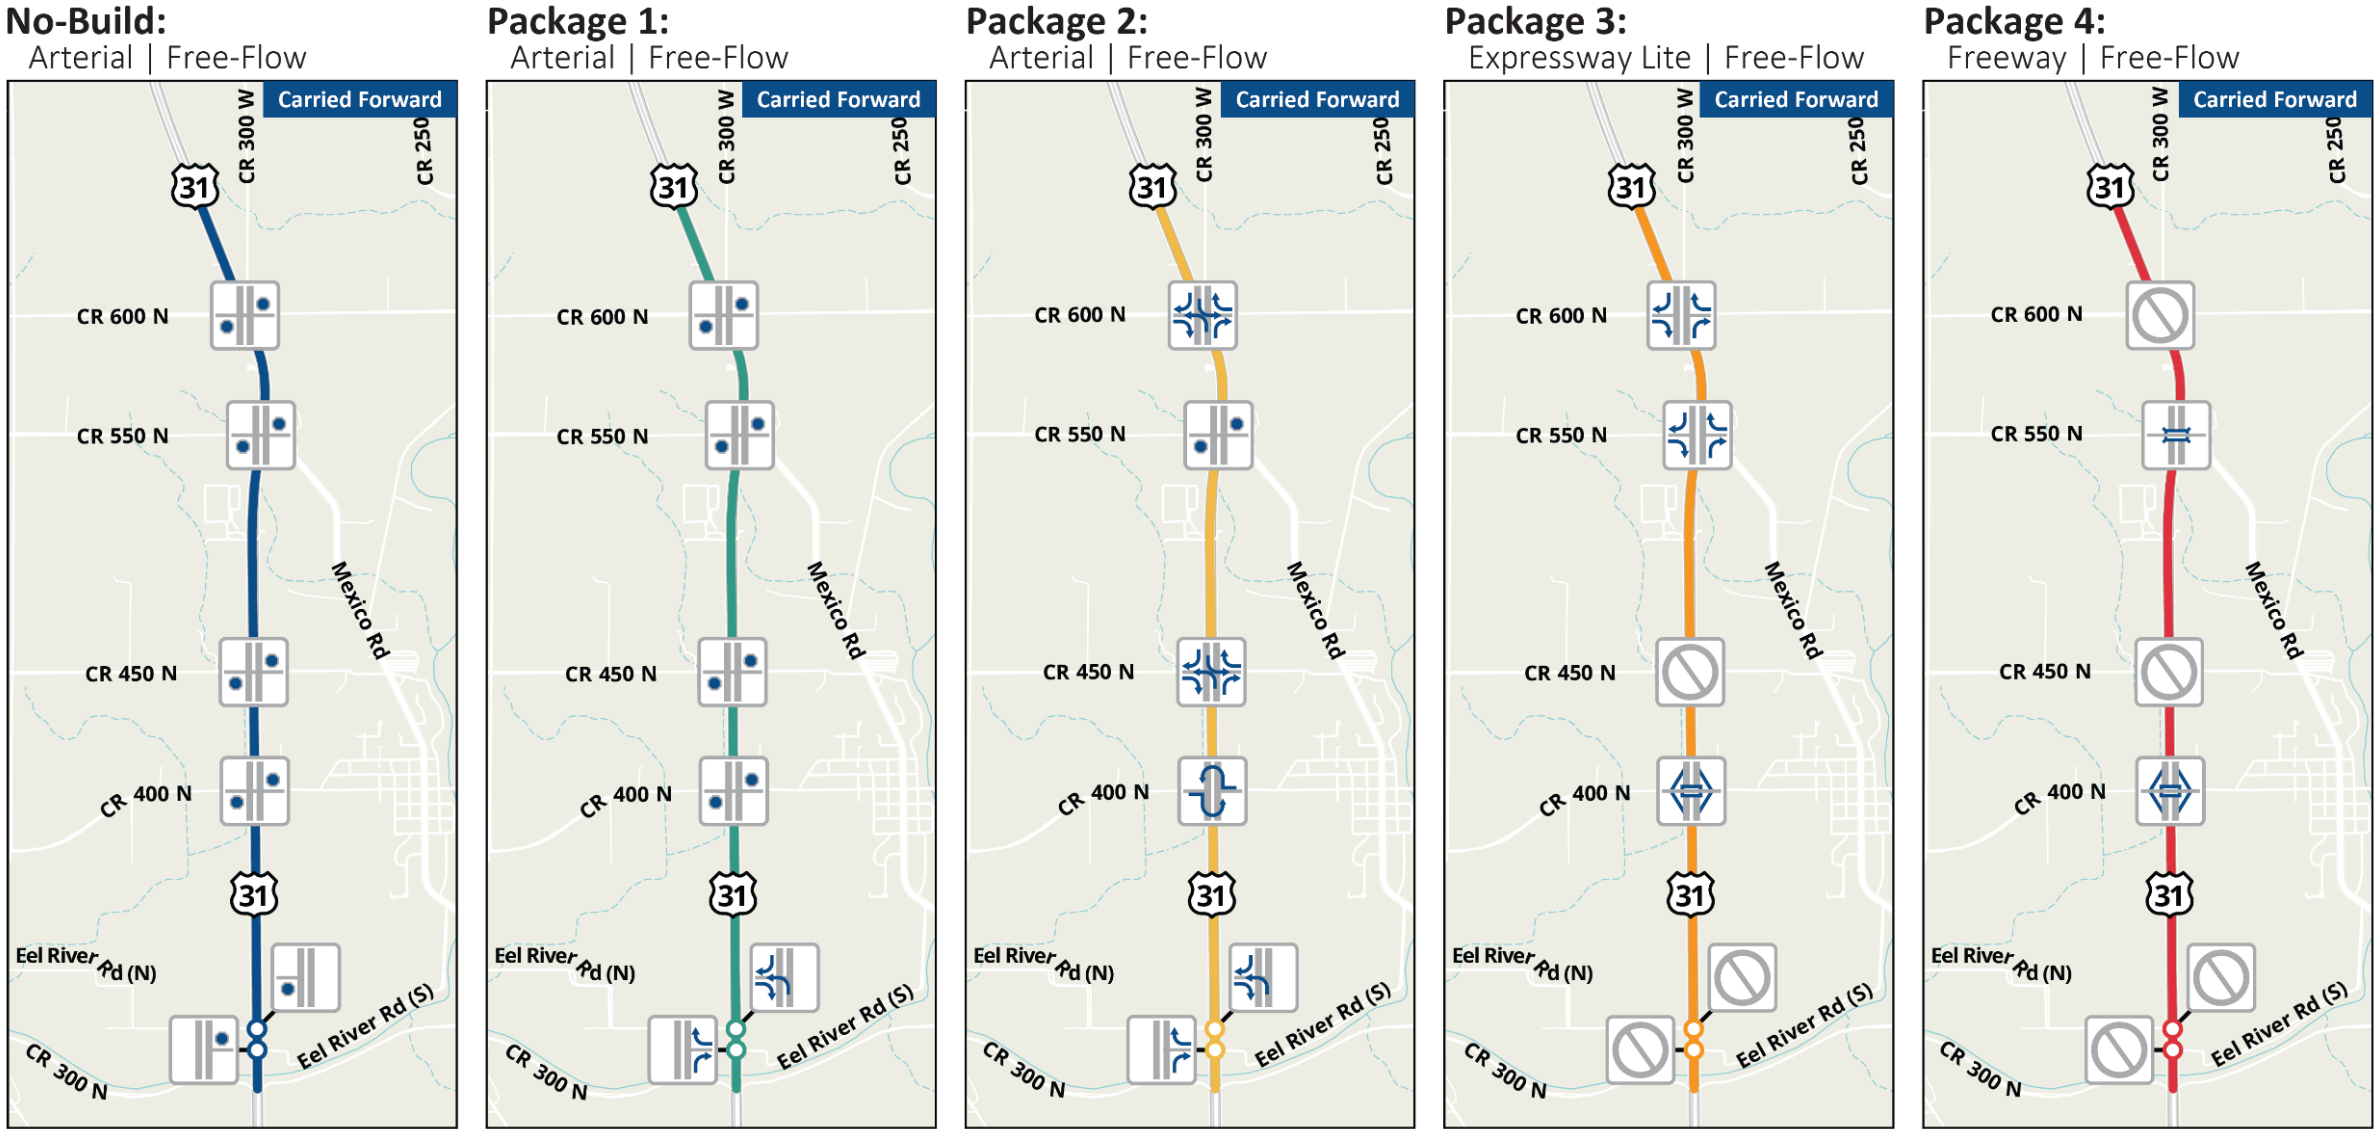 No-Build:
Arterial | Free-Flow
Carried Forward
CR 300 W
CR 250
31
CR 600 N
CR 550 N
Mexico Rd
CR 450 N
CR 400 N
31
Eel River Rd (N)
Eel River Rd (S)
CR 300 N
Package 1:
Arterial | Free-Flow
Carried Forward
CR 300 W
CR 250
31
CR 600 N
CR 550 N
Mexico Rd
CR 450 N
CR 400 N
31
Eel River Rd (N)
Eel River Rd (S)
CR 300 N
Package 2:
Arterial | Free-Flow
Carried Forward
CR 300 W
CR 250
31
CR 600 N
CR 550 N
Mexico Rd
CR 450 N
CR 400 N
31
Eel River Rd (N)
Eel River Rd (S)
CR 300 N
Package 3:
Expressway Lite | Free-Flow
Carried Forward
CR 300 W
CR 250
31
CR 600 N
CR 550 N
Mexico Rd
CR 450 N
CR 400 N
31
Eel River Rd (N)
Eel River Rd (S)
CR 300 N
Package 4:
Freeway | Free-Flow
Carried Forward
CR 300 W
CR 250
31
CR 600 N
CR 550 N
Mexico Rd
CR 450 N
CR 400 N
31
Eel River Rd (N)
Eel River Rd (S)
CR 300 N